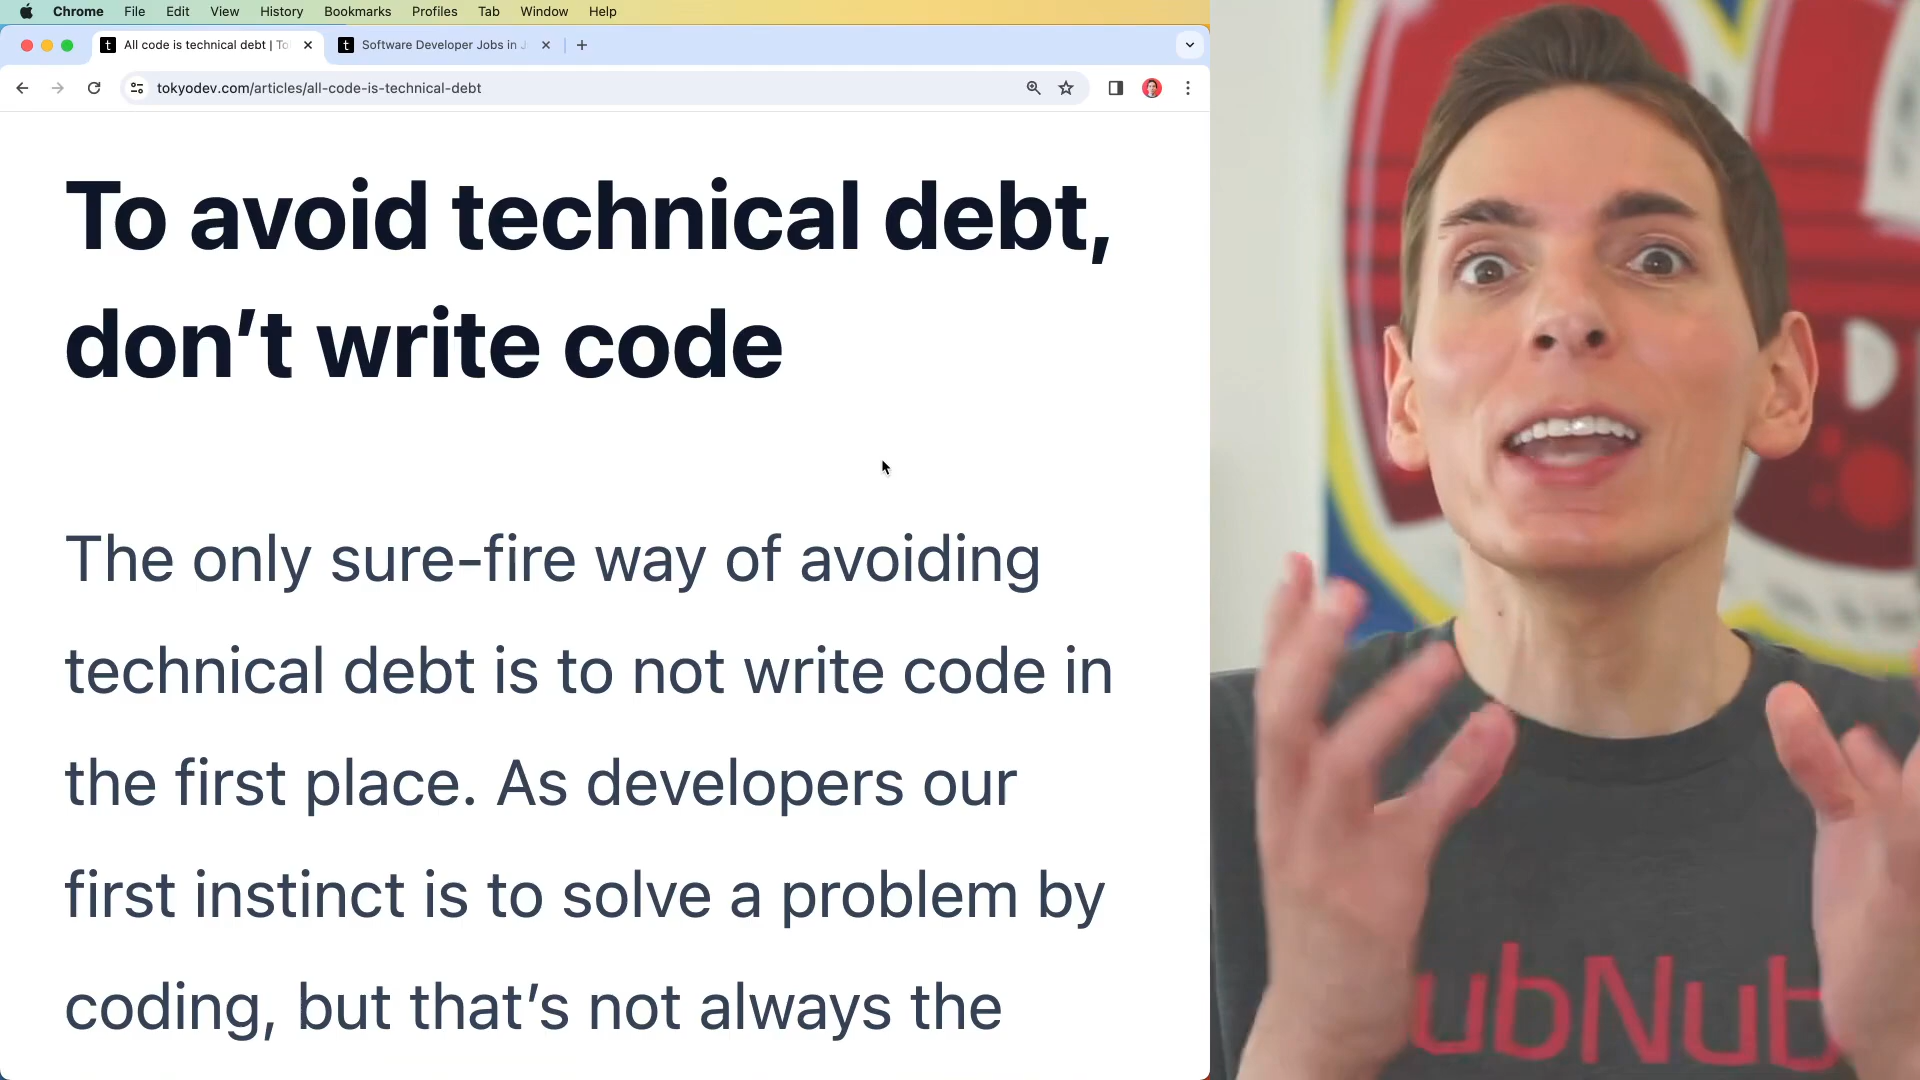 Chrome File Edit View History Bookmarks Profiles Tab Window Help
All code is technical debt | To
Software Developer Jobs in J
tokyodev.com/articles/all-code-is-technical-debt
To avoid technical debt,
don’t write code
The only sure-fire way of avoiding
technical debt is to not write code in
the first place. As developers our
first instinct is to solve a problem by
coding, but that’s not always the
ubNub